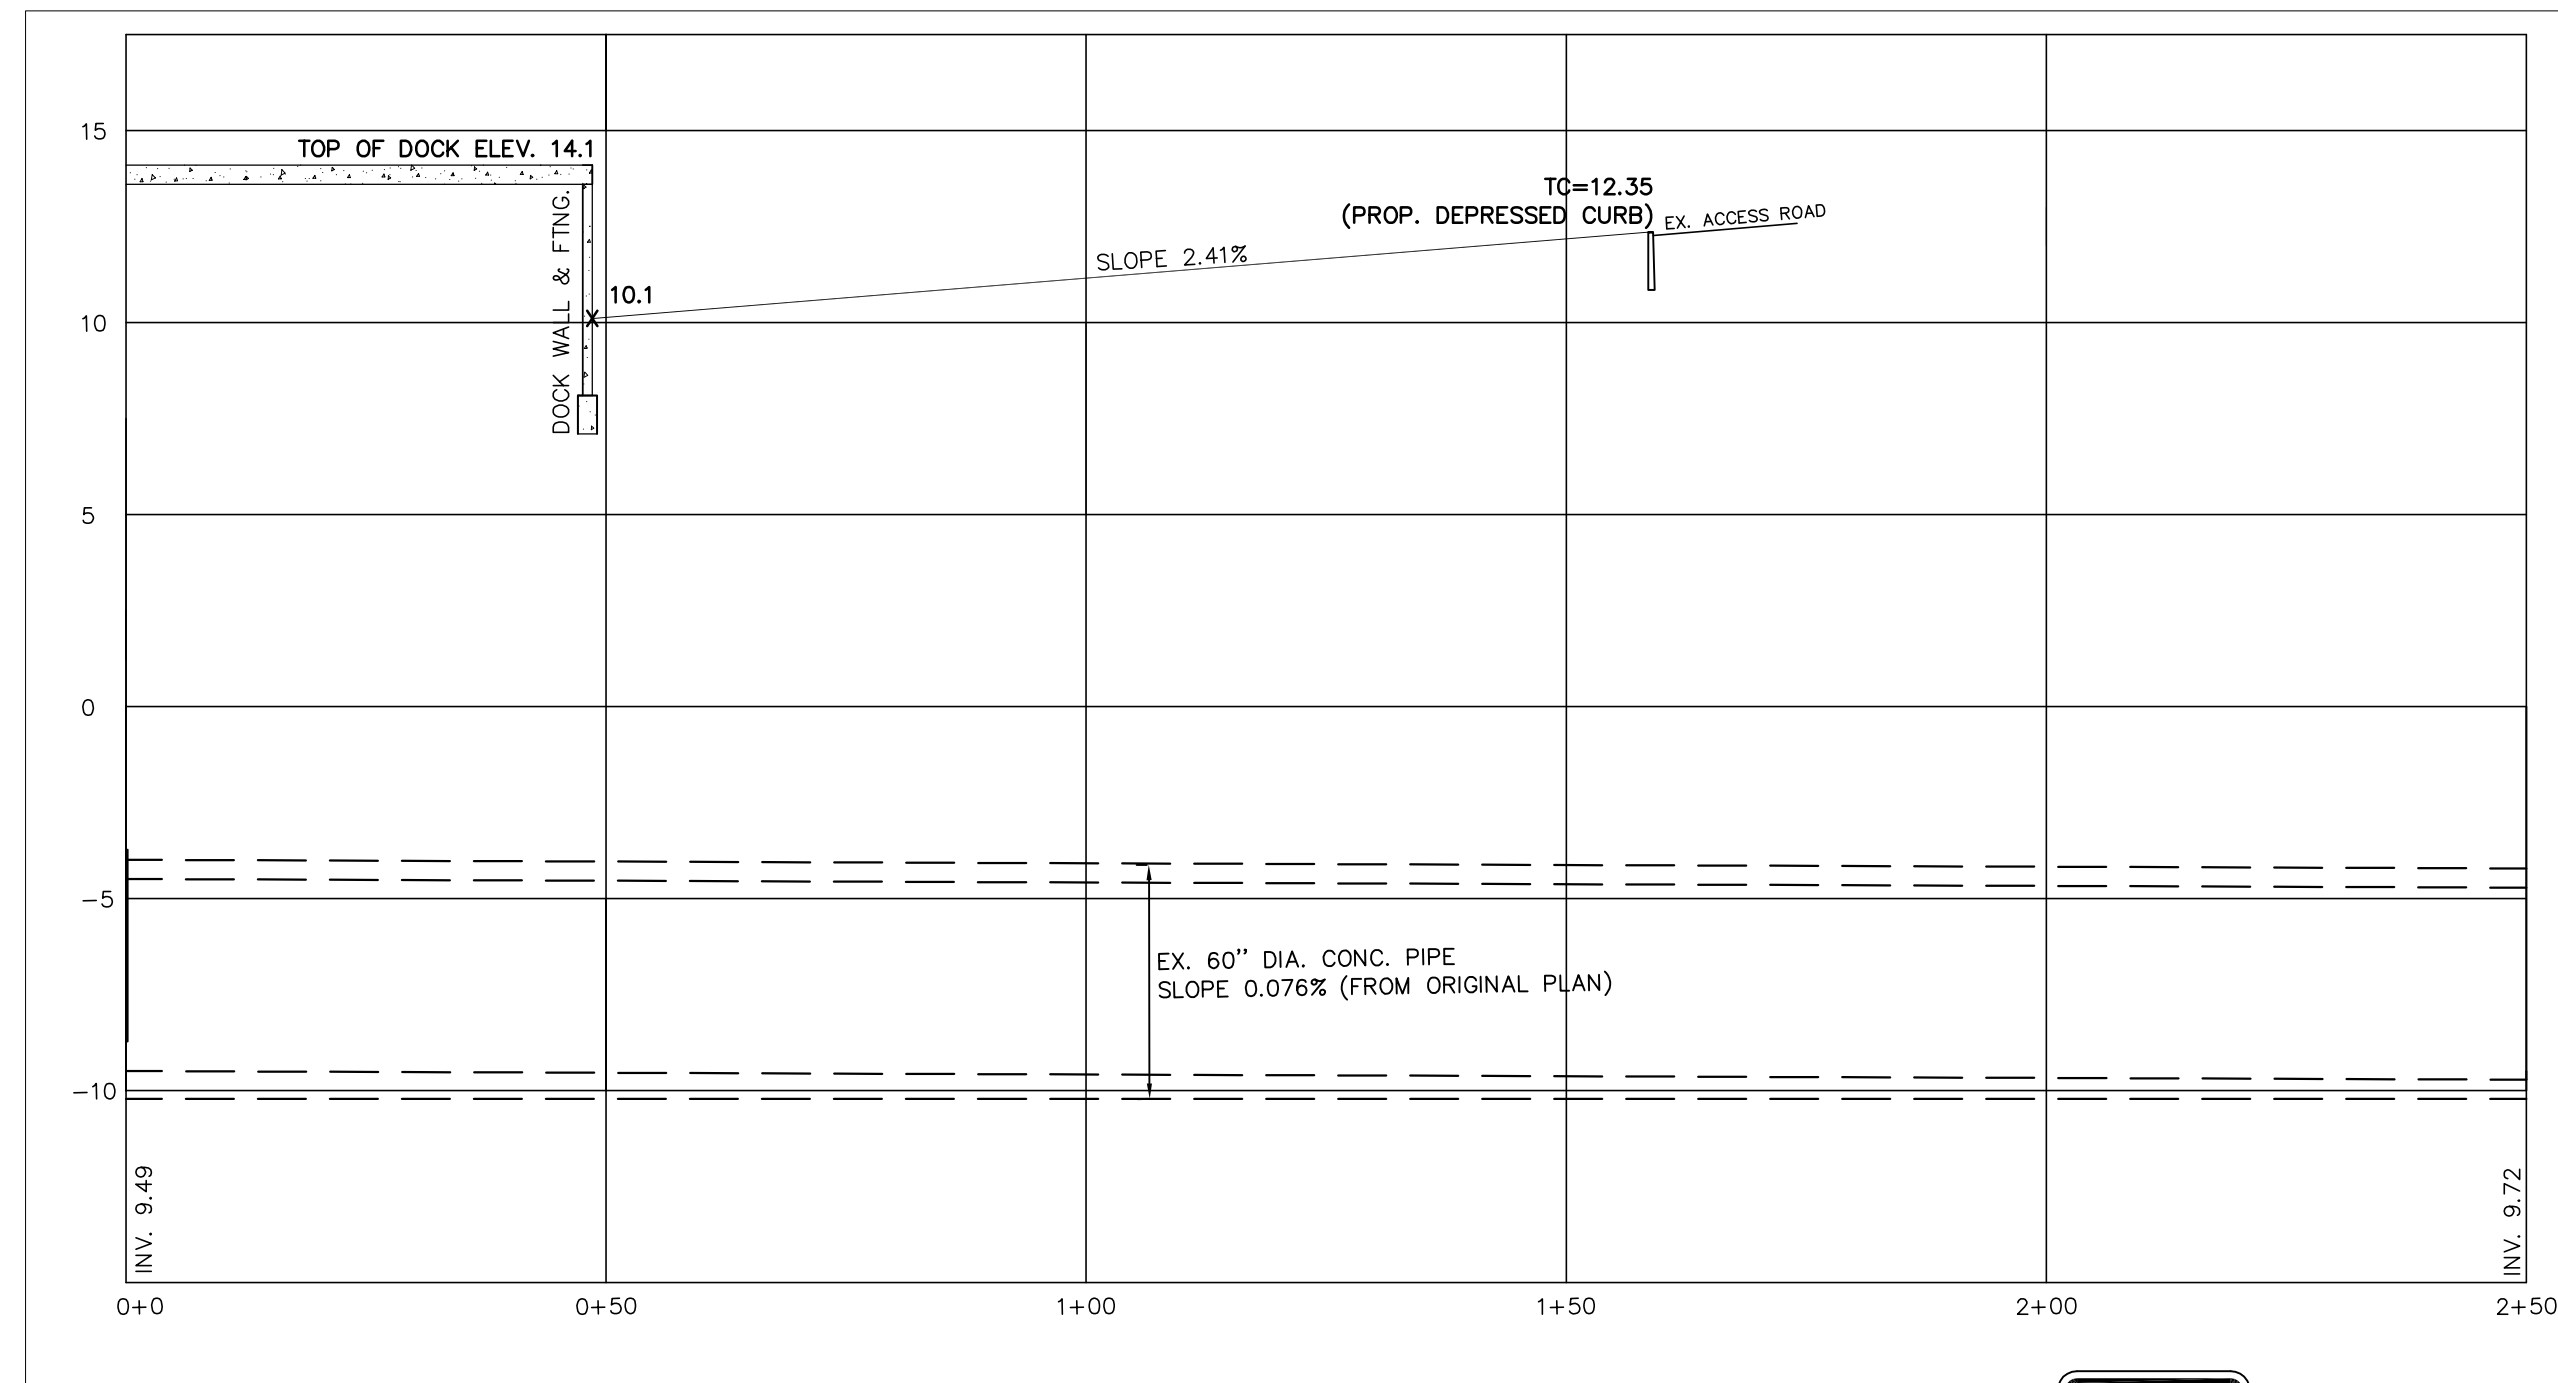 15
TOP OF DOCK ELEV. 14.1
DOCK WALL & FTNG.
TC=12.35
(PROP. DEPRESSED CURB)
EX. ACCESS ROAD
SLOPE 2.41%
10.1
10
5
0
-5
EX. 60'' DIA. CONC. PIPE
SLOPE 0.076% (FROM ORIGINAL PLAN)
-10
INV. 9.49
INV. 9.72
0+0
0+50
1+00
1+50
2+00
2+50